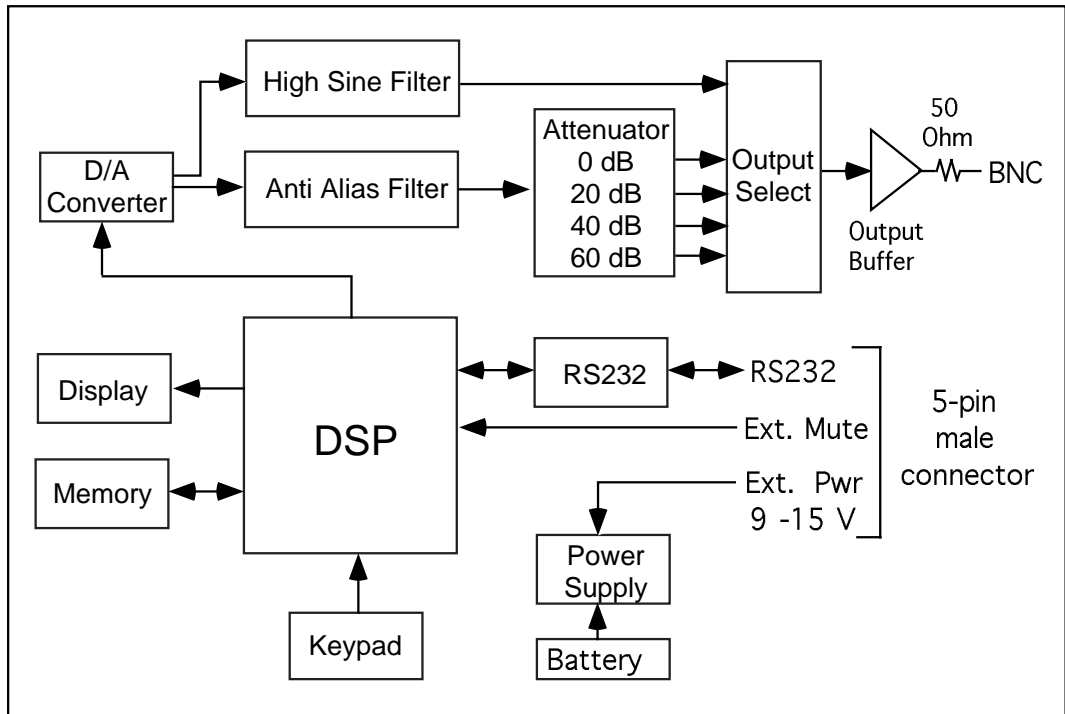 High Sine Filter
Attenuator
0 dB
20 dB
40 dB
60 dB
Output
Select
50
Ohm
BNC
D/A
Converter
Anti Alias Filter
Output
Buffer
Display
DSP
RS232
RS232
Ext. Mute
5-pin
male
connector
Memory
Ext. Pwr
9 -15 V
Power
Supply
Keypad
Battery